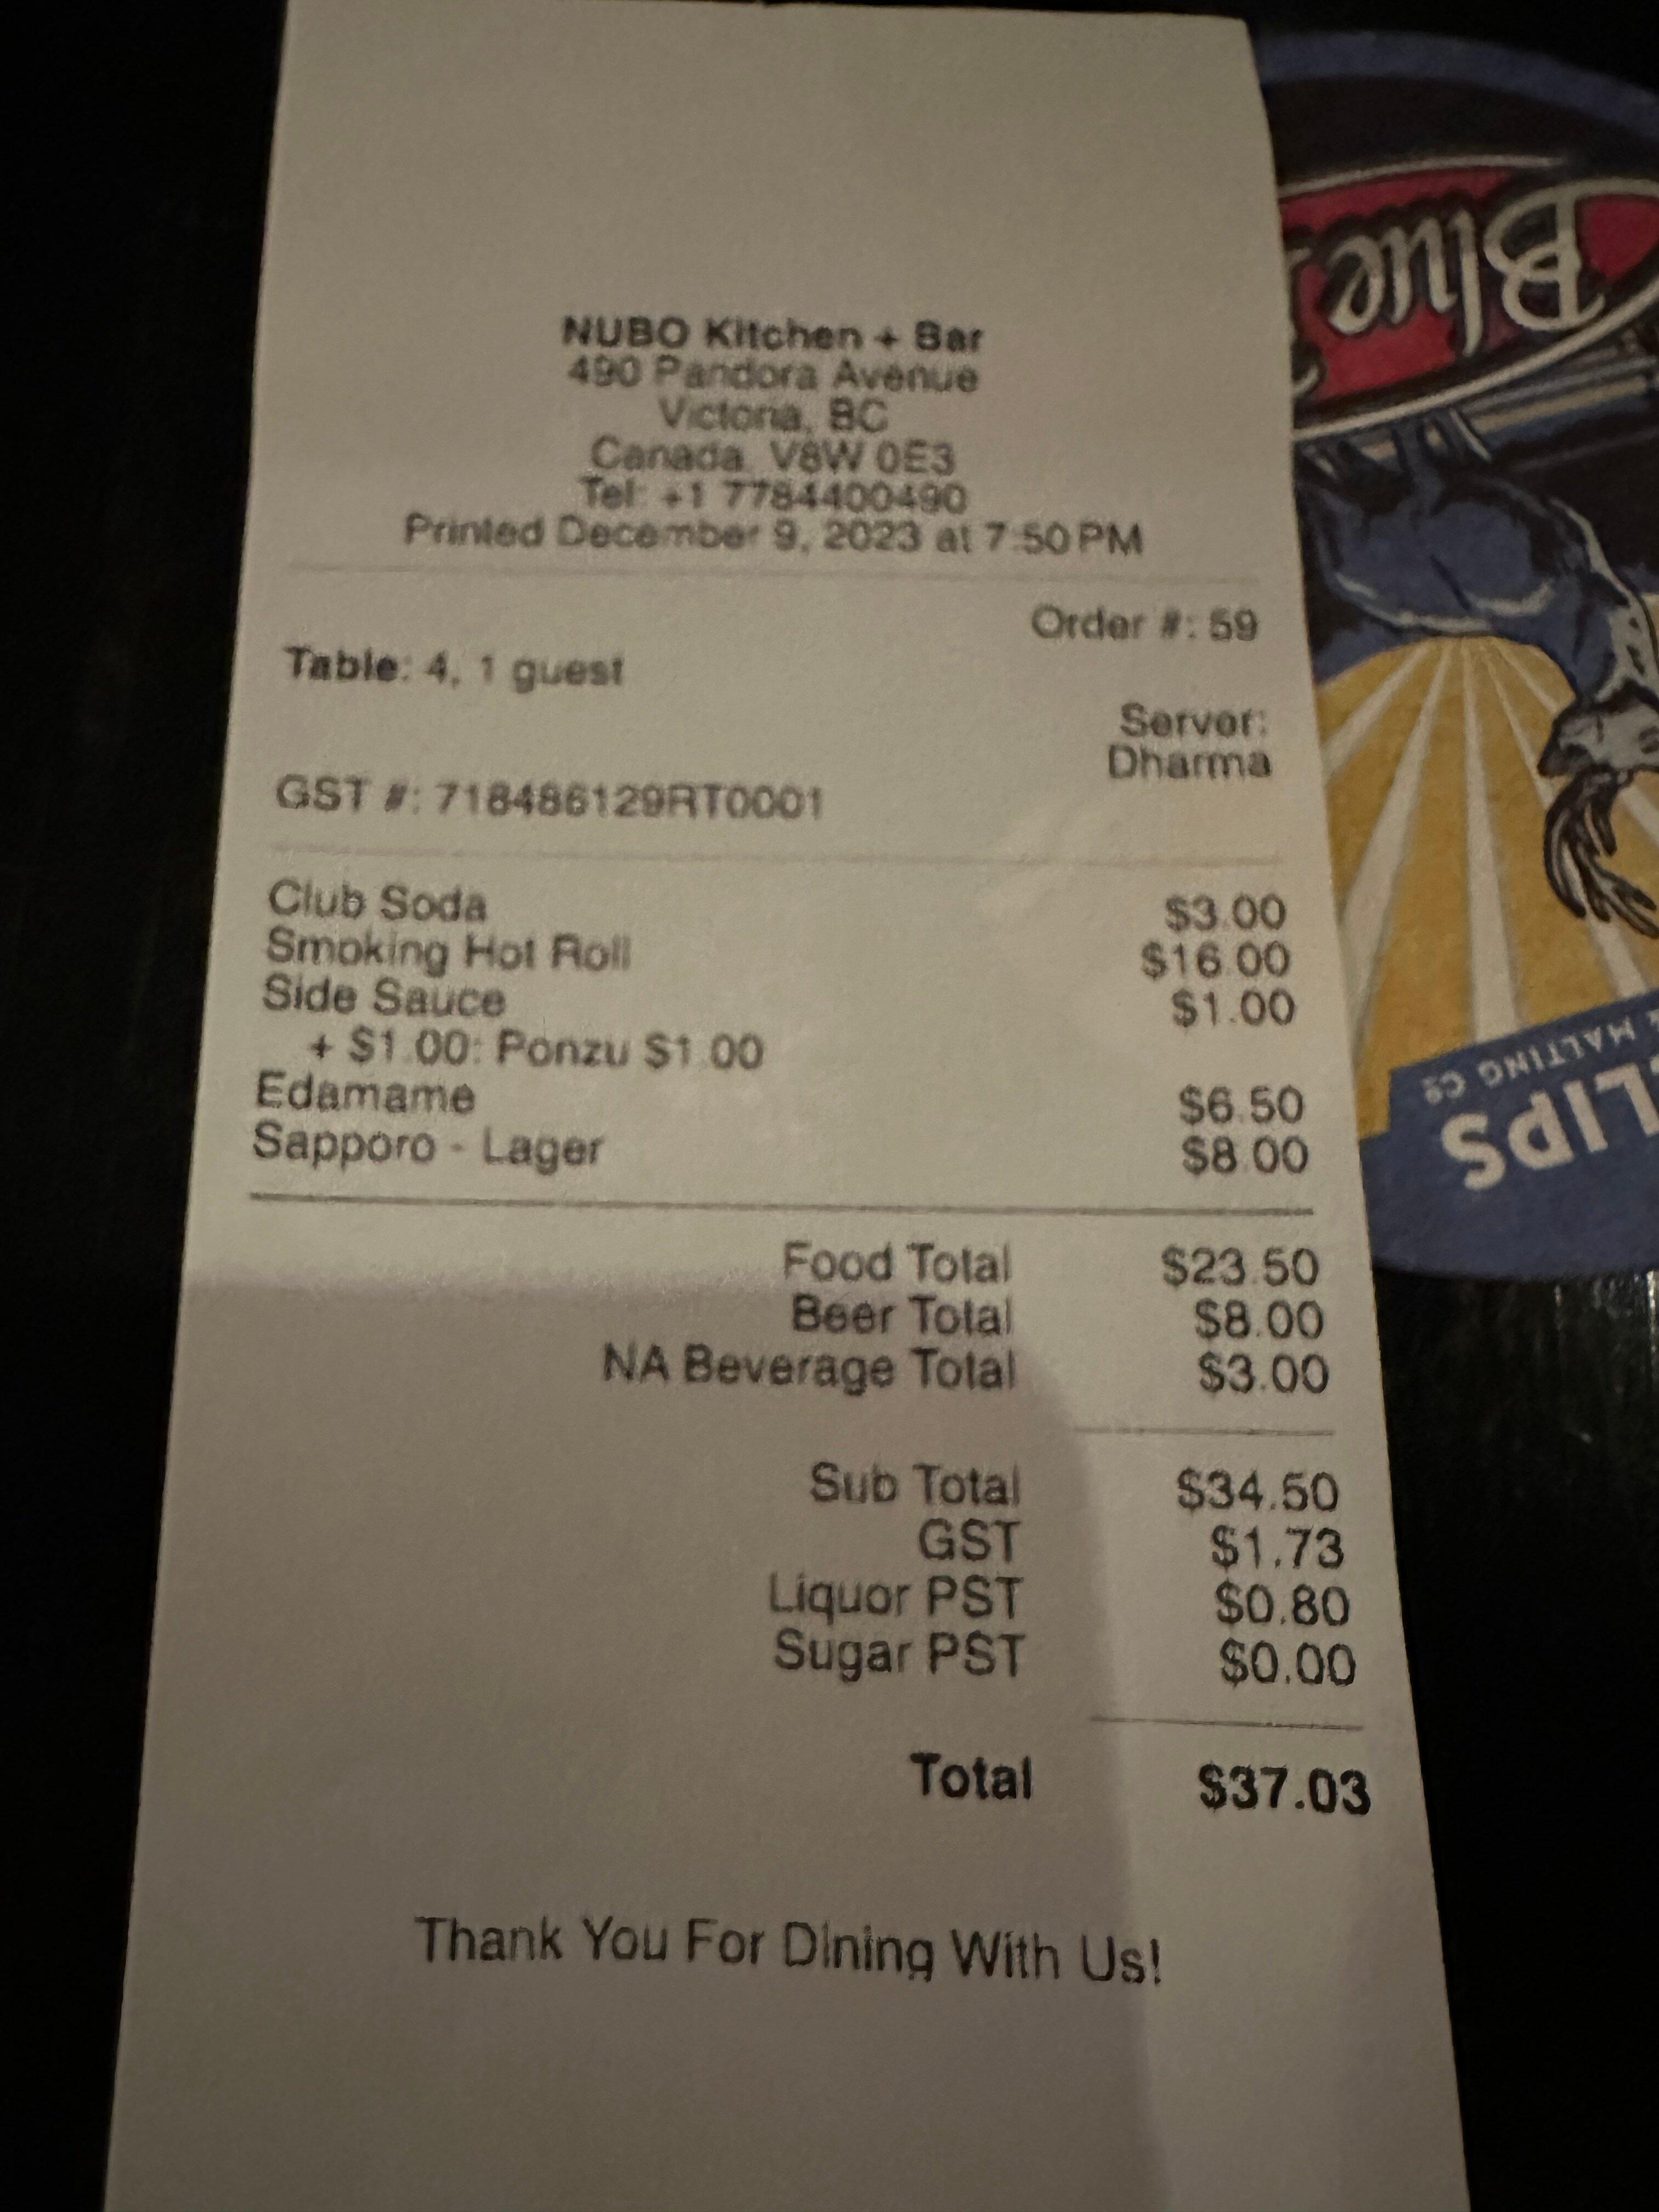 NUBO Kitchen + Bar
490 Pandora Avenue
Victoria, BC
Canada, V8W 0E3
Tel: +1 7784400490
Printed December 9, 2023 at 7:50 PM
Order #: 59
Table: 4, 1 guest
Server:
Dharma
GST #: 718486129RT0001
Club Soda $3.00
Smoking Hot Roll $16.00
Side Sauce $1.00
+ $1.00: Ponzu $1.00
Edamame $6.50
Sapporo - Lager $8.00
Food Total $23.50
Beer Total $8.00
NA Beverage Total $3.00
Sub Total $34.50
GST $1.73
Liquor PST $0.80
Sugar PST $0.00
Total $37.03
Thank You For Dining With Us!
Blue
LIPS
& MALTING Co